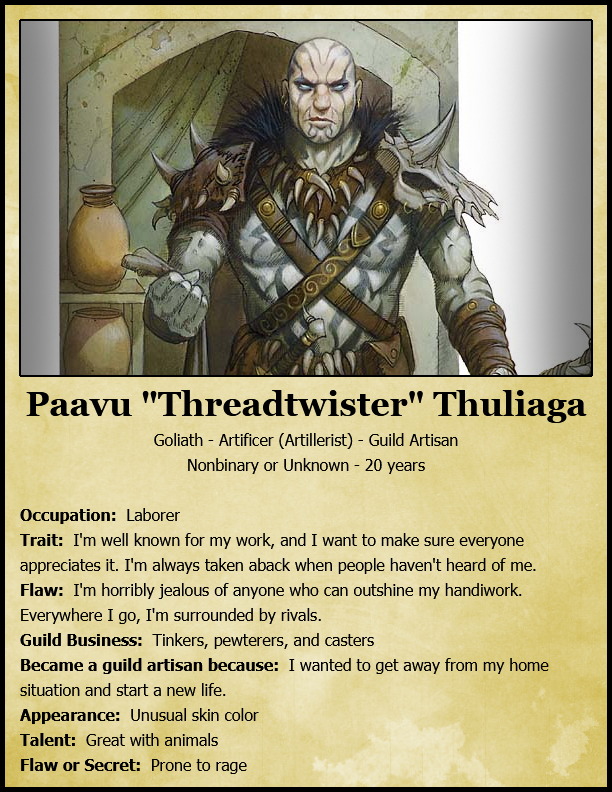 Paavu "Threadtwister" Thuliaga
Goliath - Artificer (Artillerist) - Guild Artisan
Nonbinary or Unknown - 20 years
Occupation: Laborer
Trait: I'm well known for my work, and I want to make sure everyone
appreciates it. I'm always taken aback when people haven't heard of me.
Flaw: I'm horribly jealous of anyone who can outshine my handiwork.
Everywhere I go, I'm surrounded by rivals.
Guild Business: Tinkers, pewterers, and casters
Became a guild artisan because: I wanted to get away from my home
situation and start a new life.
Appearance: Unusual skin color
Talent: Great with animals
Flaw or Secret: Prone to rage